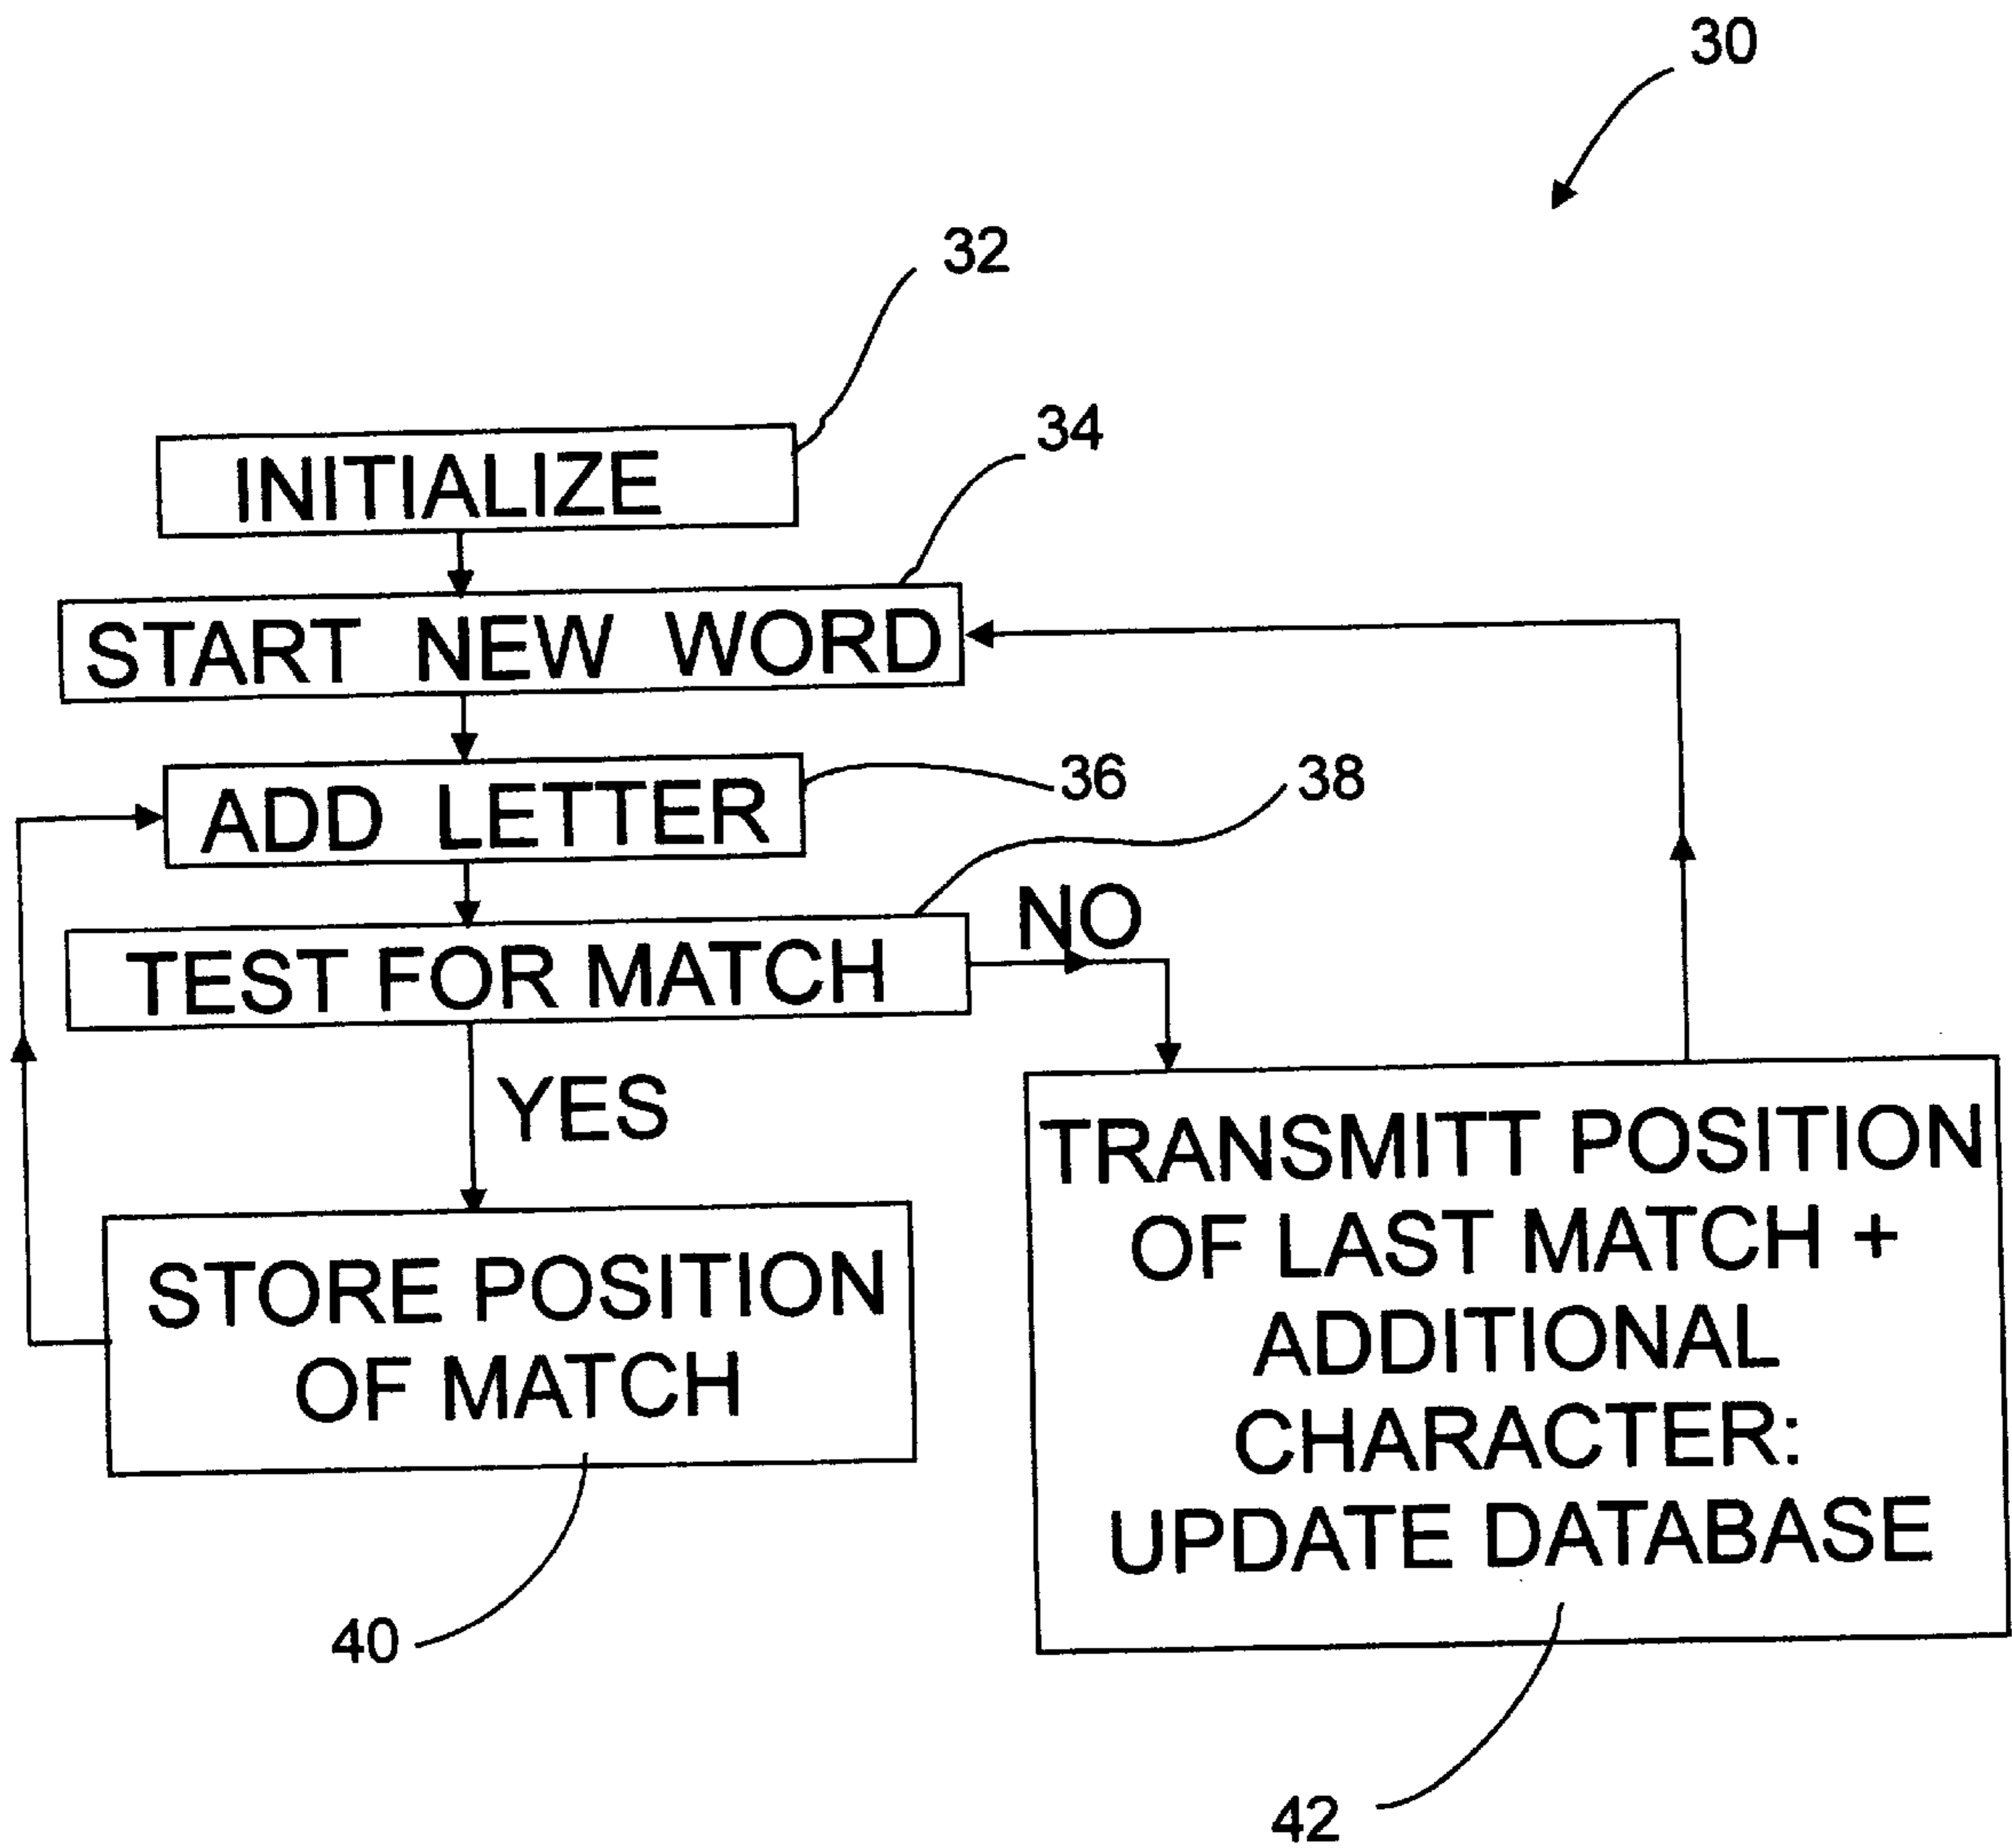 30
32
INITIALIZE
34
START NEW WORD
36
38
ADD LETTER
NO
TEST FOR MATCH
YES
STORE POSITION
OF MATCH
40
TRANSMITT POSITION
OF LAST MATCH +
ADDITIONAL
CHARACTER:
UPDATE DATABASE
42